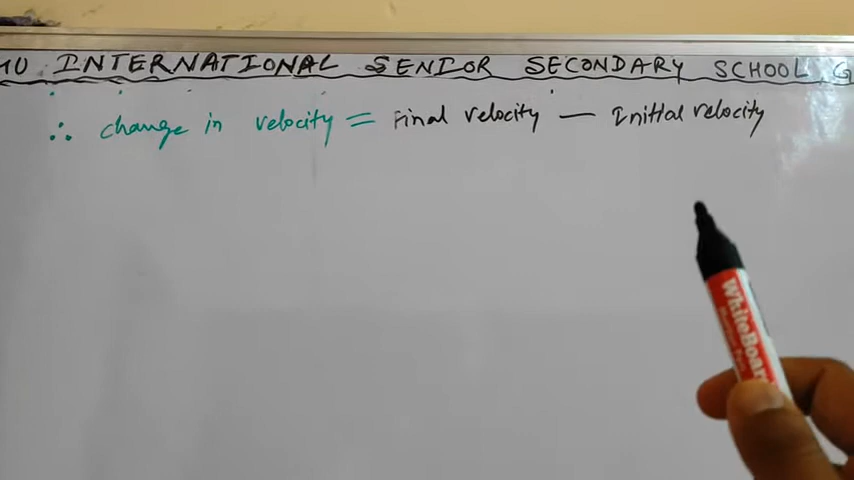 INTERNATIONAL SENIOR SECONDARY SCHOOL, G
∴ change in velocity = Final velocity — Initial velocity
WhiteBoard